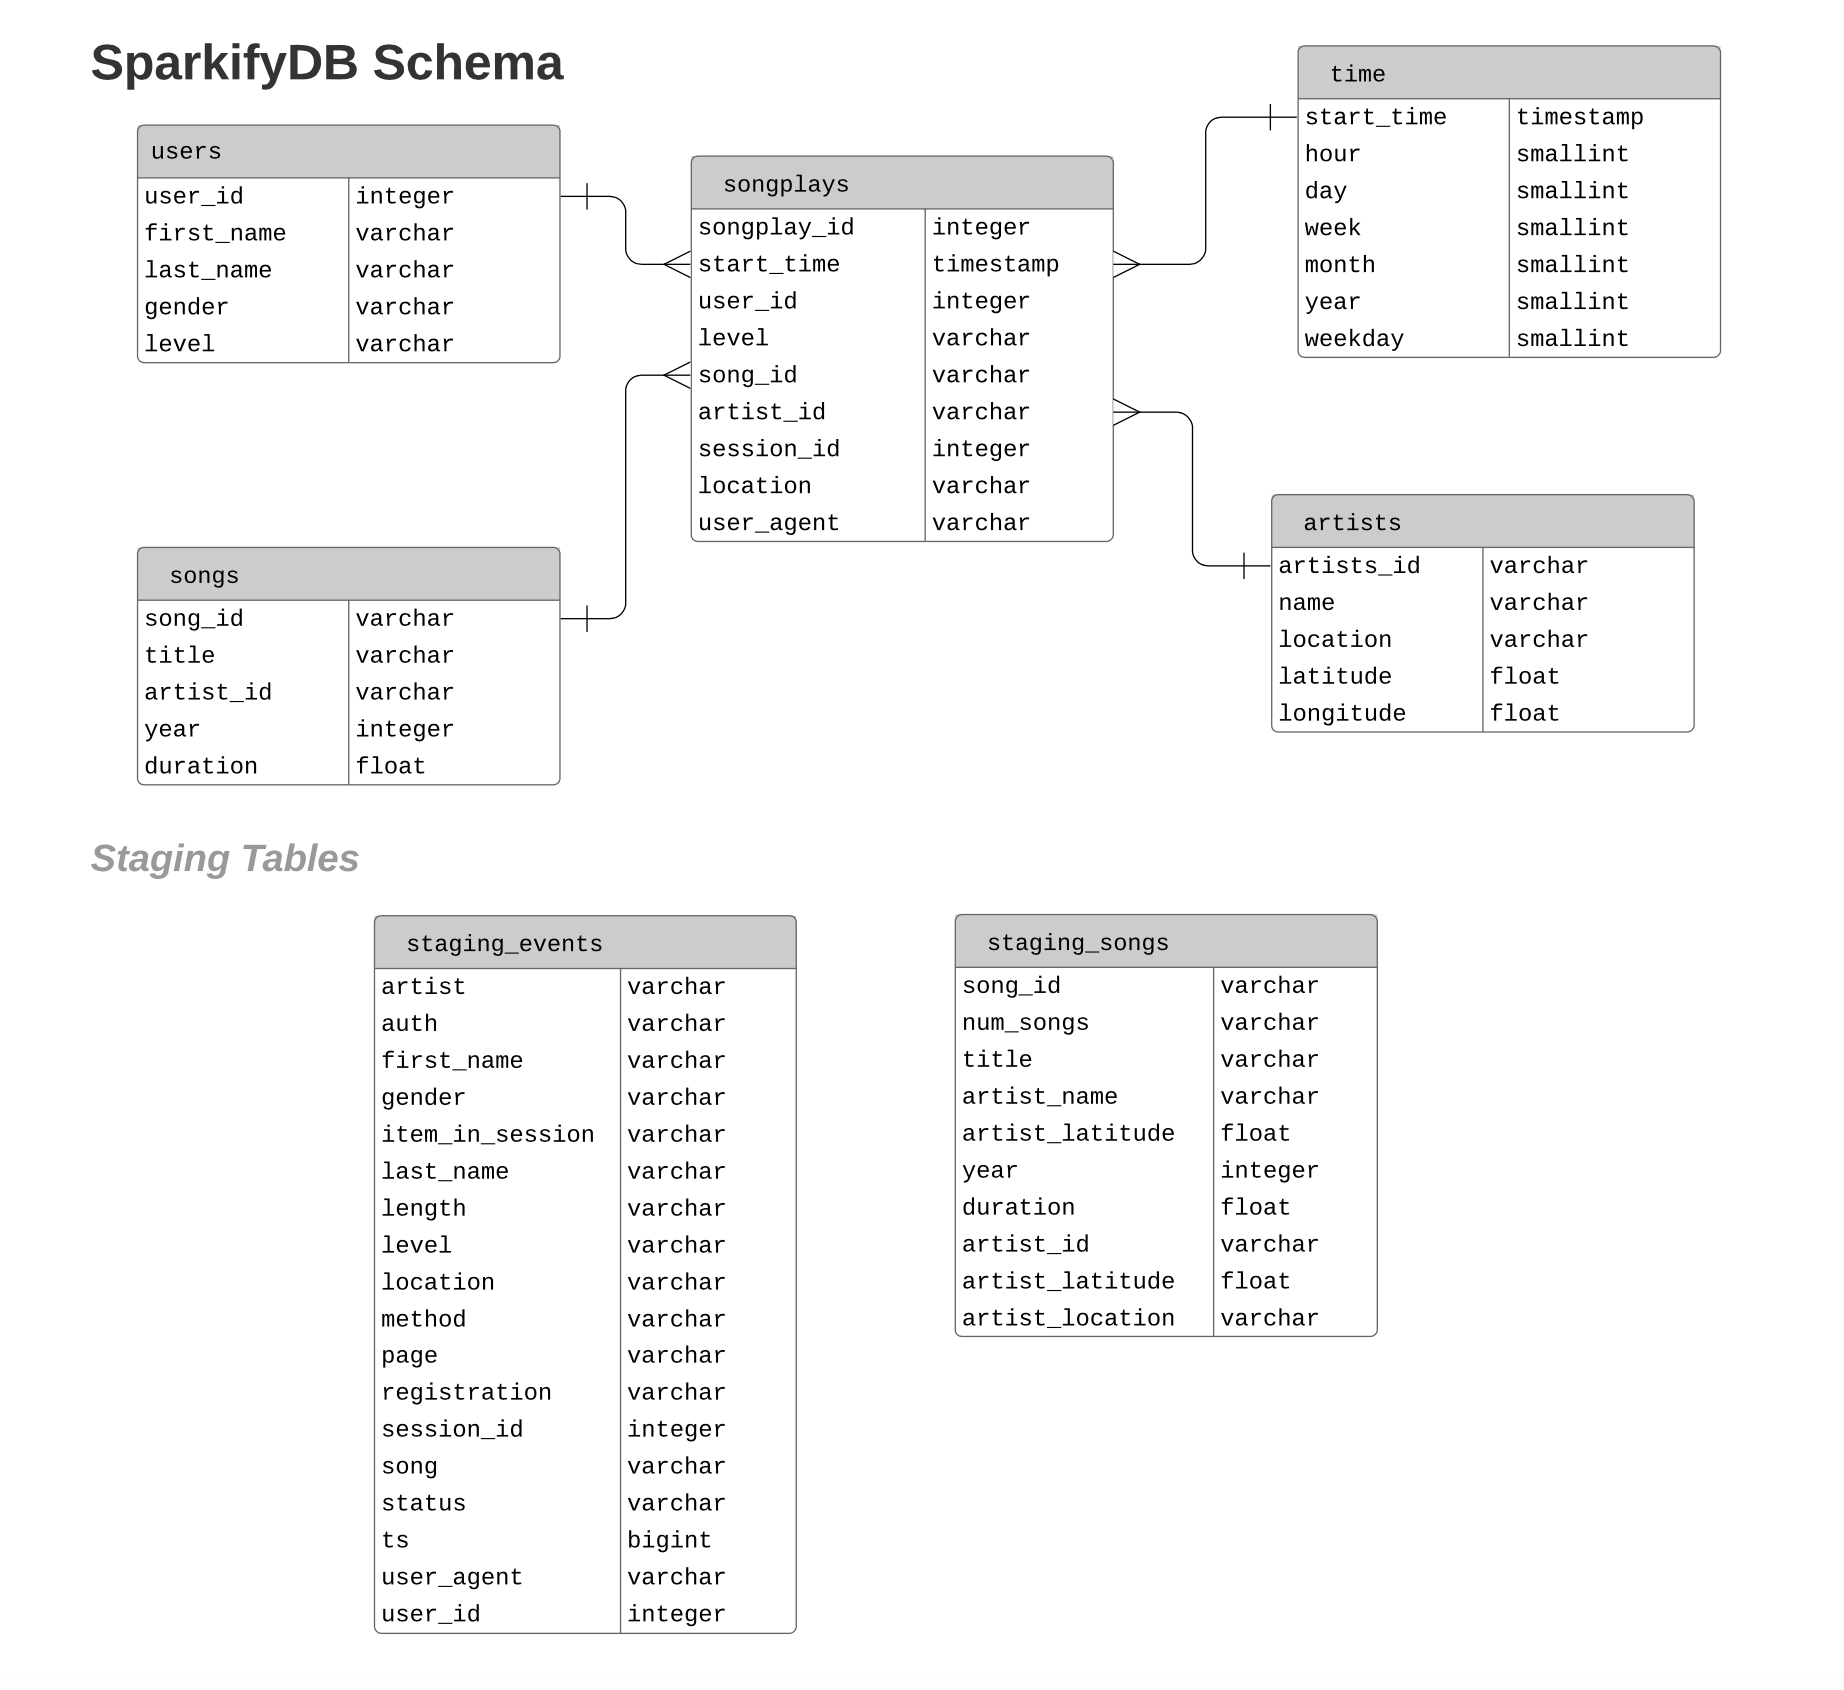 SparkifyDB Schema
users
user_id integer
first_name varchar
last_name varchar
gender varchar
level varchar
songplays
songplay_id integer
start_time timestamp
user_id integer
level varchar
song_id varchar
artist_id varchar
session_id integer
location varchar
user_agent varchar
time
start_time timestamp
hour smallint
day smallint
week smallint
month smallint
year smallint
weekday smallint
songs
song_id varchar
title varchar
artist_id varchar
year integer
duration float
artists
artists_id varchar
name varchar
location varchar
latitude float
longitude float
Staging Tables
staging_events
artist varchar
auth varchar
first_name varchar
gender varchar
item_in_session varchar
last_name varchar
length varchar
level varchar
location varchar
method varchar
page varchar
registration varchar
session_id integer
song varchar
status varchar
ts bigint
user_agent varchar
user_id integer
staging_songs
song_id varchar
num_songs varchar
title varchar
artist_name varchar
artist_latitude float
year integer
duration float
artist_id varchar
artist_latitude float
artist_location varchar